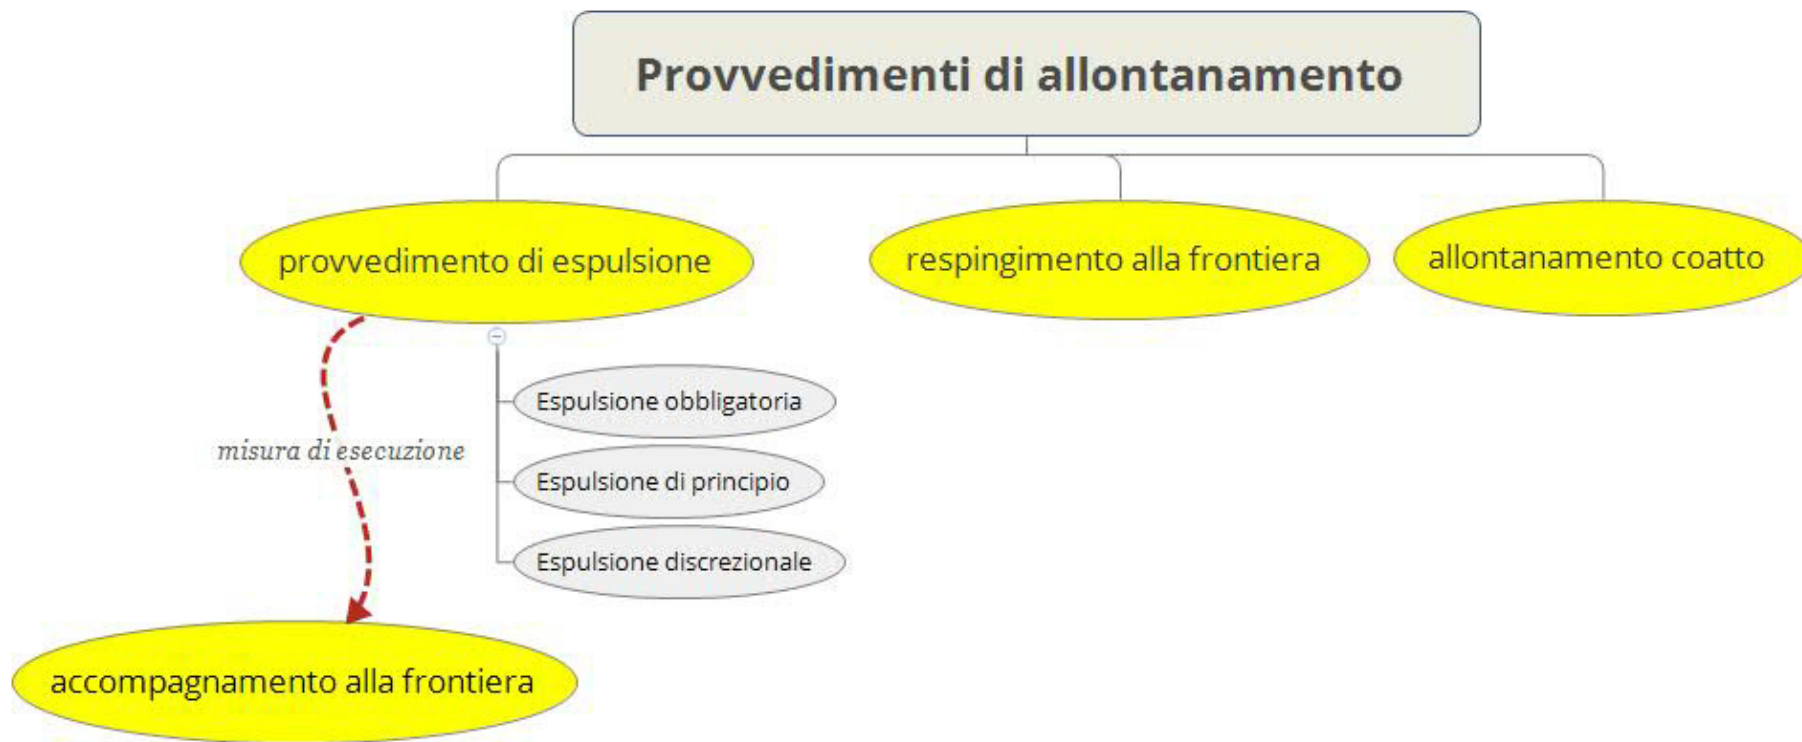 Provvedimenti di allontanamento
provvedimento di espulsione
respingimento alla frontiera
allontanamento coatto
Espulsione obbligatoria
misura di esecuzione
Espulsione di principio
Espulsione discrezionale
accompagnamento alla frontiera